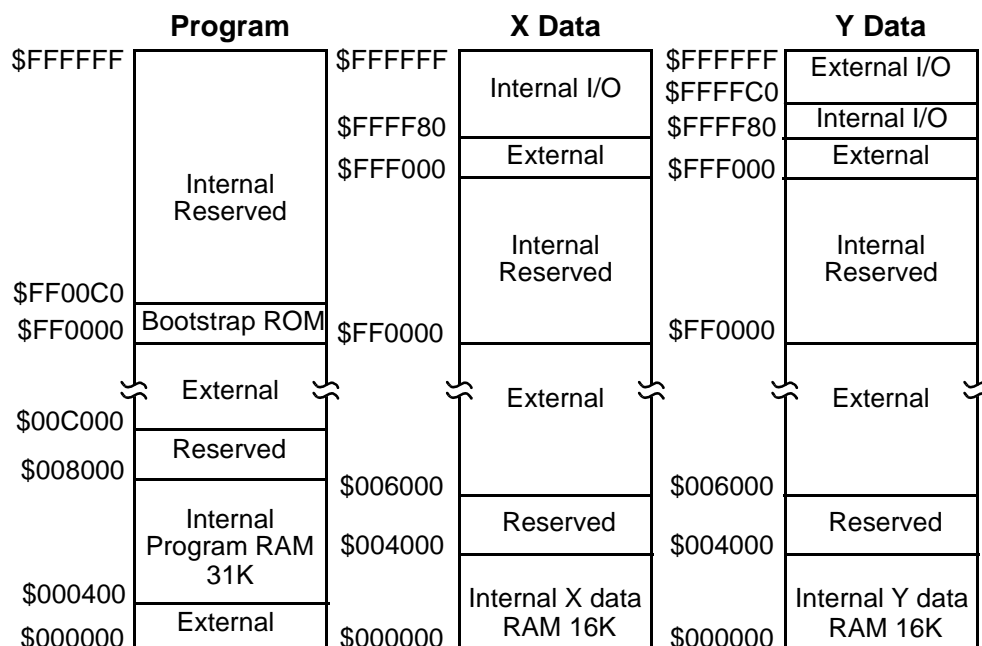 Program
$FFFFFF
Internal
Reserved
$FF00C0
Bootstrap ROM
$FF0000
External
$00C000
Reserved
$008000
Internal
Program RAM
31K
$000400
External
$000000
X Data
$FFFFFF
Internal I/O
$FFFF80
External
$FFF000
Internal
Reserved
$FF0000
External
$006000
Reserved
$004000
Internal X data
RAM 16K
$000000
Y Data
$FFFFFF
External I/O
$FFFFC0
Internal I/O
$FFFF80
External
$FFF000
Internal
Reserved
$FF0000
External
$006000
Reserved
$004000
Internal Y data
RAM 16K
$000000